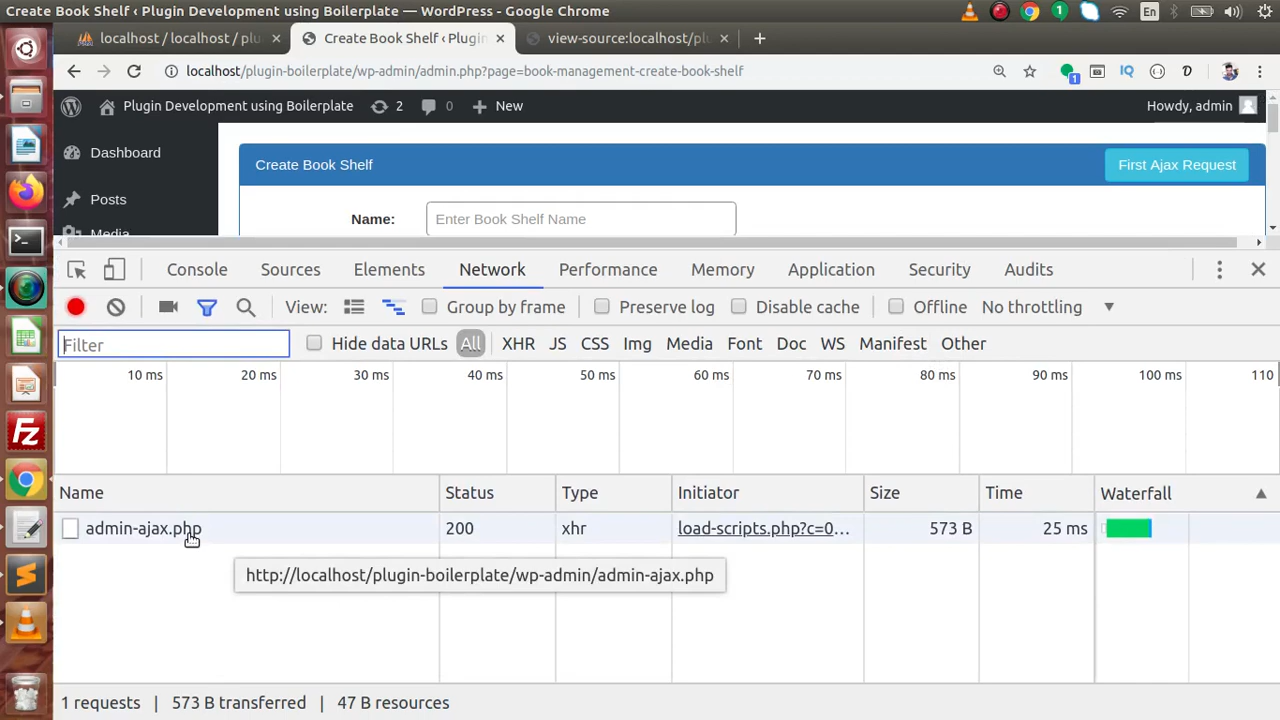 Create Book Shelf ‹ Plugin Development using Boilerplate — WordPress - Google Chrome
En
localhost / localhost / plu
Create Book Shelf ‹ Plugin
view-source:localhost/plu
localhost/plugin-boilerplate/wp-admin/admin.php?page=book-management-create-book-shelf
IQ
1
Plugin Development using Boilerplate
2
0
New
Howdy, admin
Dashboard
Create Book Shelf
First Ajax Request
Posts
Name:
Enter Book Shelf Name
Media
Console
Sources
Elements
Network
Performance
Memory
Application
Security
Audits
View:
Group by frame
Preserve log
Disable cache
Offline
No throttling
Filter
Hide data URLs
All
XHR
JS
CSS
Img
Media
Font
Doc
WS
Manifest
Other
10 ms
20 ms
30 ms
40 ms
50 ms
60 ms
70 ms
80 ms
90 ms
100 ms
110
Name
Status
Type
Initiator
Size
Time
Waterfall
admin-ajax.php
200
xhr
load-scripts.php?c=0…
573 B
25 ms
http://localhost/plugin-boilerplate/wp-admin/admin-ajax.php
1 requests | 573 B transferred | 47 B resources